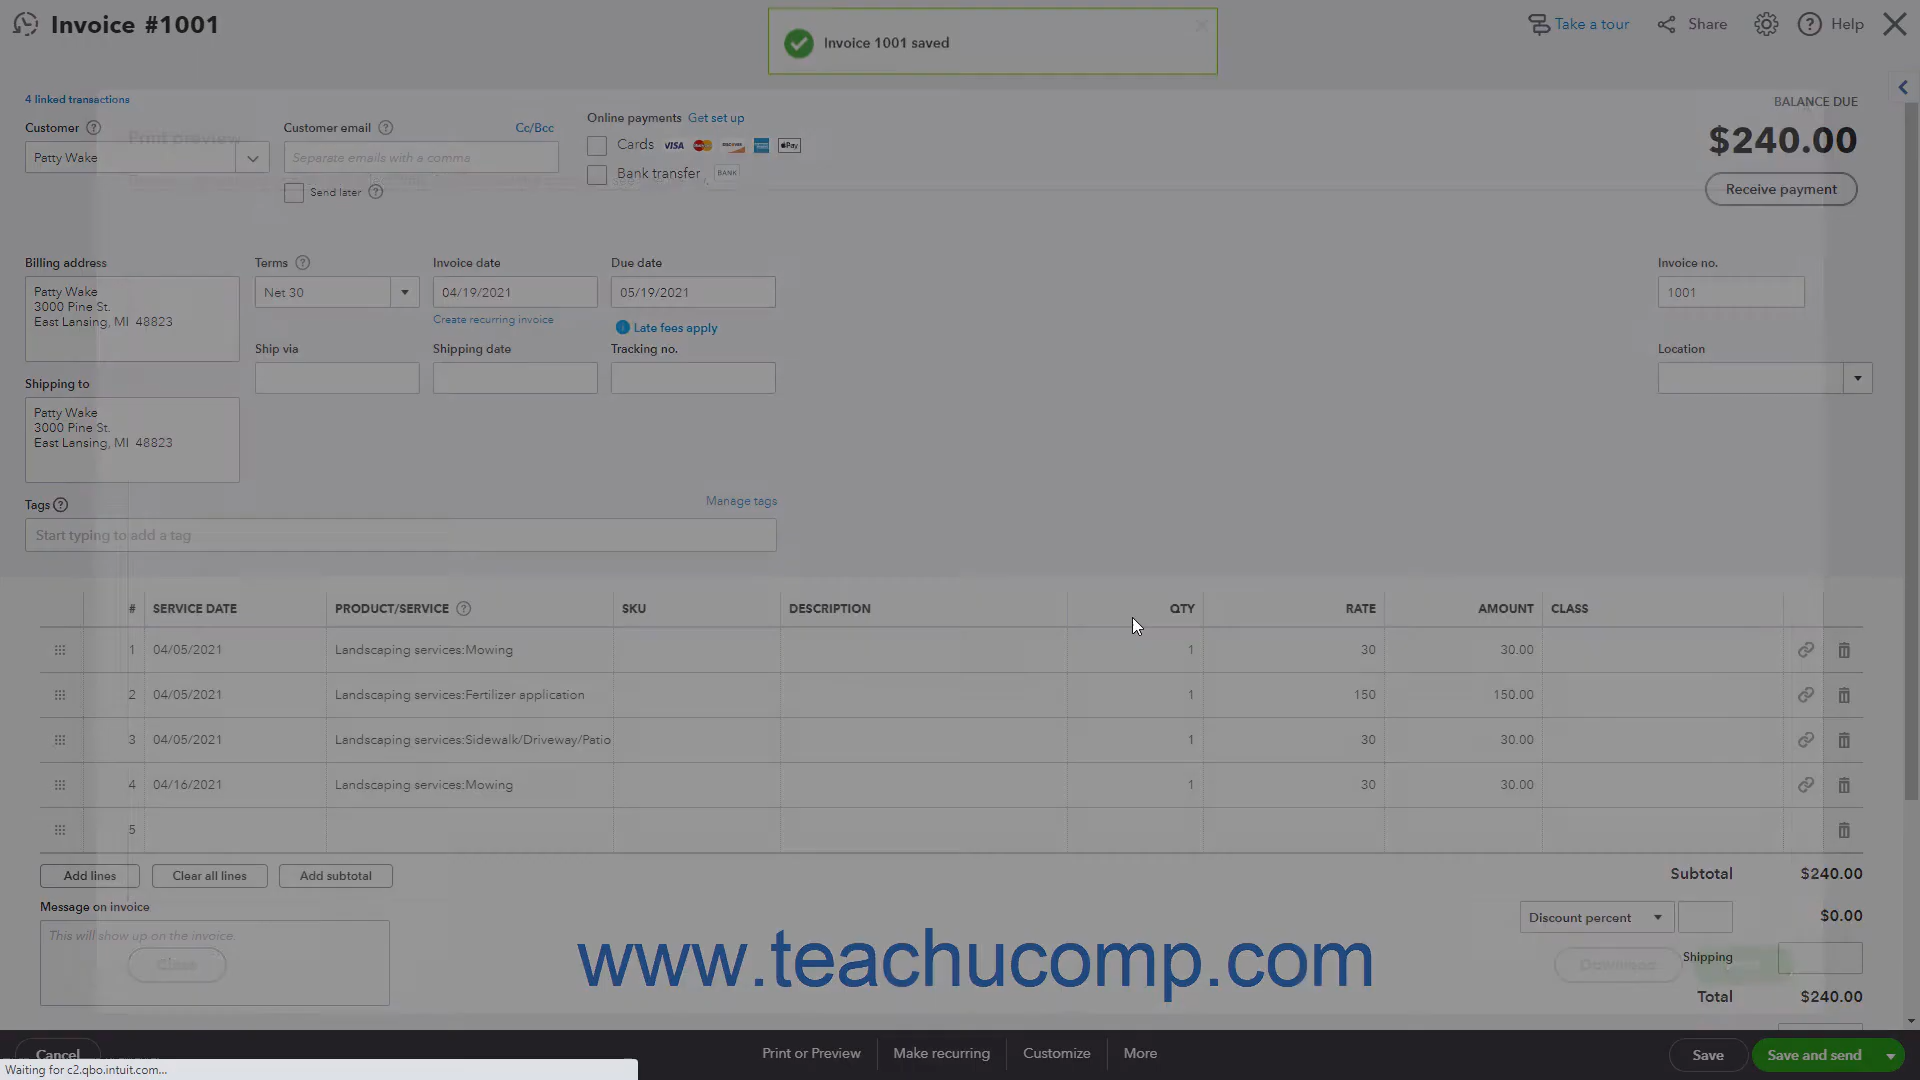 Invoice #1001
Invoice 1001 saved
Take a tour
Share
Help
4 linked transactions
Customer
Print preview
Patty Wake
Customer email
Cc/Bcc
Separate emails with a comma
Send later
Online payments Get set up
Cards VISA
Pay
Bank transfer BANK
BALANCE DUE
$240.00
Receive payment
Billing address
Patty Wake
3000 Pine St.
East Lansing, MI 48823
Terms
Net 30
Invoice date
04/19/2021
Create recurring invoice
Due date
05/19/2021
Late fees apply
Invoice no.
1001
Ship via
Shipping date
Tracking no.
Location
Shipping to
Patty Wake
3000 Pine St.
East Lansing, MI 48823
Tags
Manage tags
Start typing to add a tag
# SERVICE DATE PRODUCT/SERVICE SKU DESCRIPTION QTY RATE AMOUNT CLASS
1 04/05/2021 Landscaping services:Mowing 1 30 30.00
2 04/05/2021 Landscaping services:Fertilizer application 1 150 150.00
3 04/05/2021 Landscaping services:Sidewalk/Driveway/Patio 1 30 30.00
4 04/16/2021 Landscaping services:Mowing 1 30 30.00
5
Add lines
Clear all lines
Add subtotal
Subtotal $240.00
Message on invoice
This will show up on the invoice.
Close
Discount percent $0.00
Download
Shipping
Total $240.00
www.teachucomp.com
Cancel
Print or Preview
Make recurring
Customize
More
Save
Save and send
Waiting for c2.qbo.intuit.com...